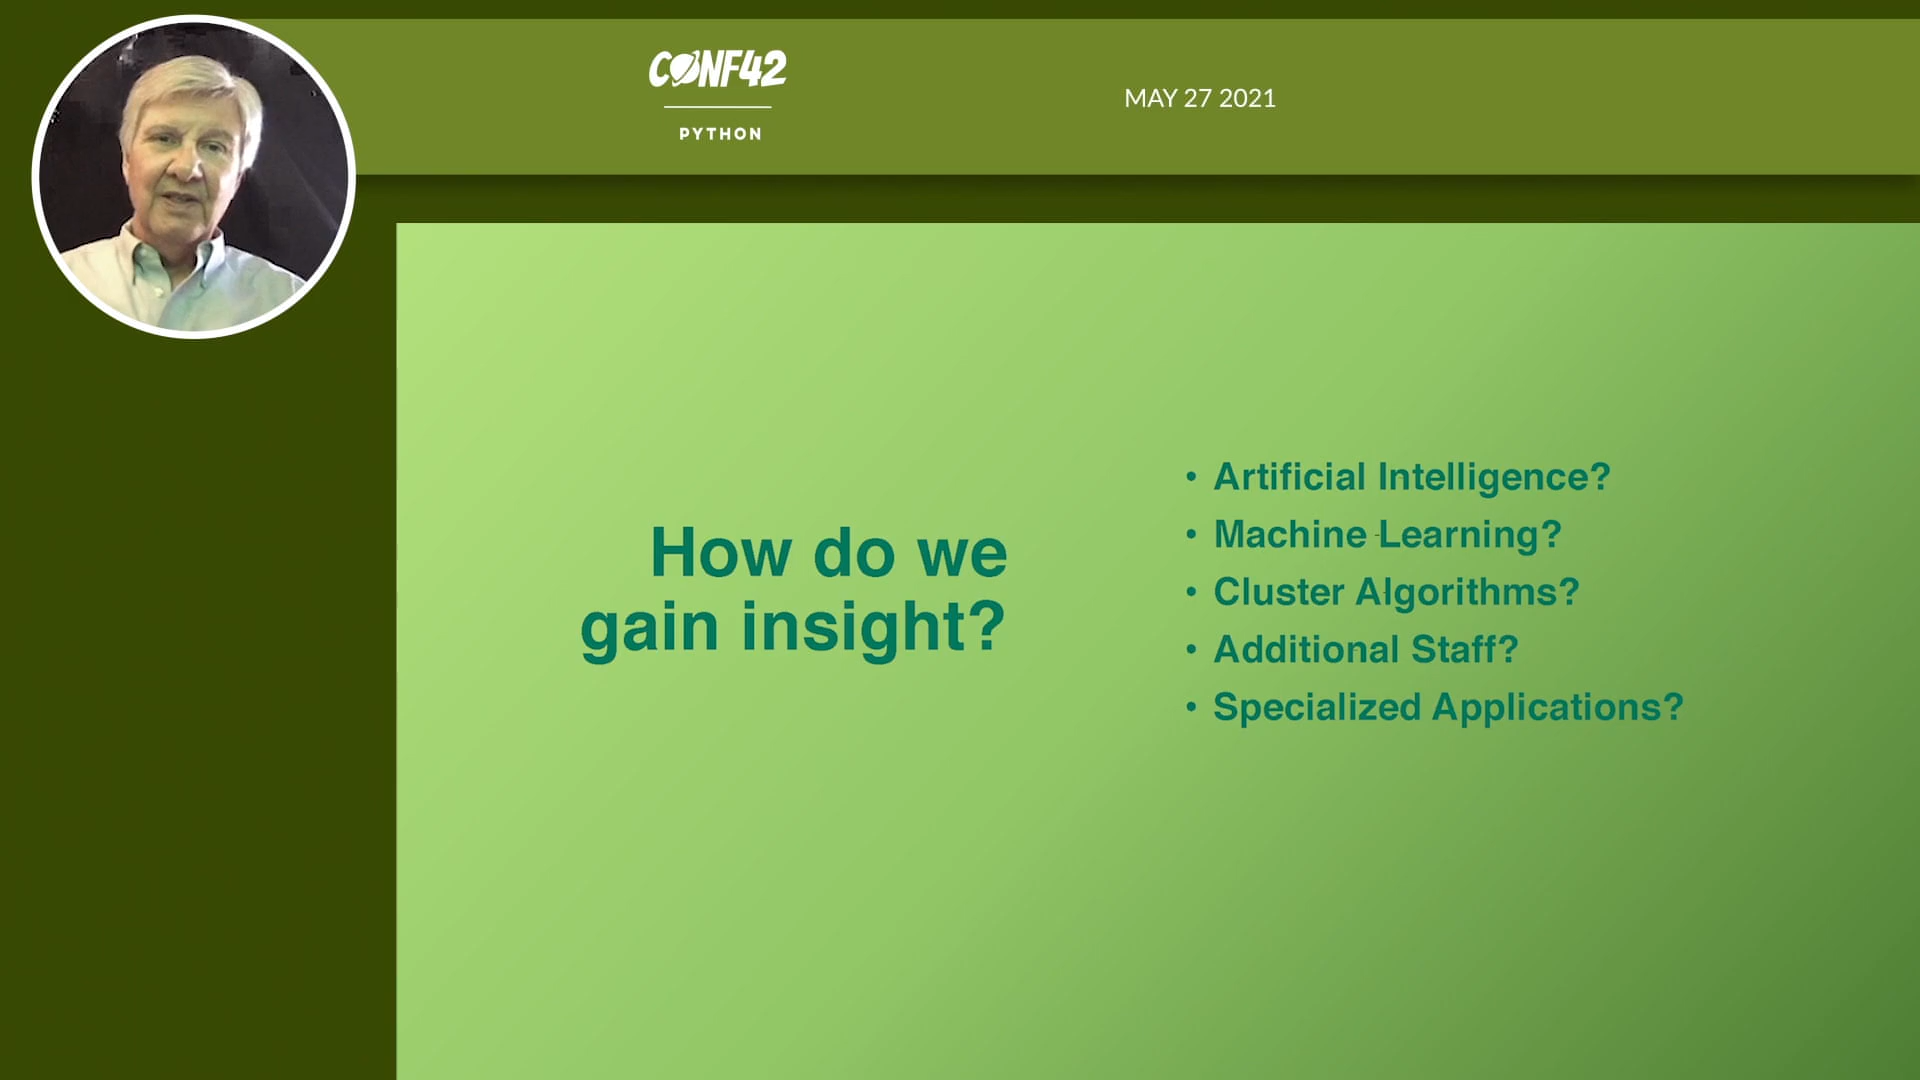 CONF42
PYTHON
MAY 27 2021
How do we
gain insight?
• Artificial Intelligence?
• Machine Learning?
• Cluster Algorithms?
• Additional Staff?
• Specialized Applications?